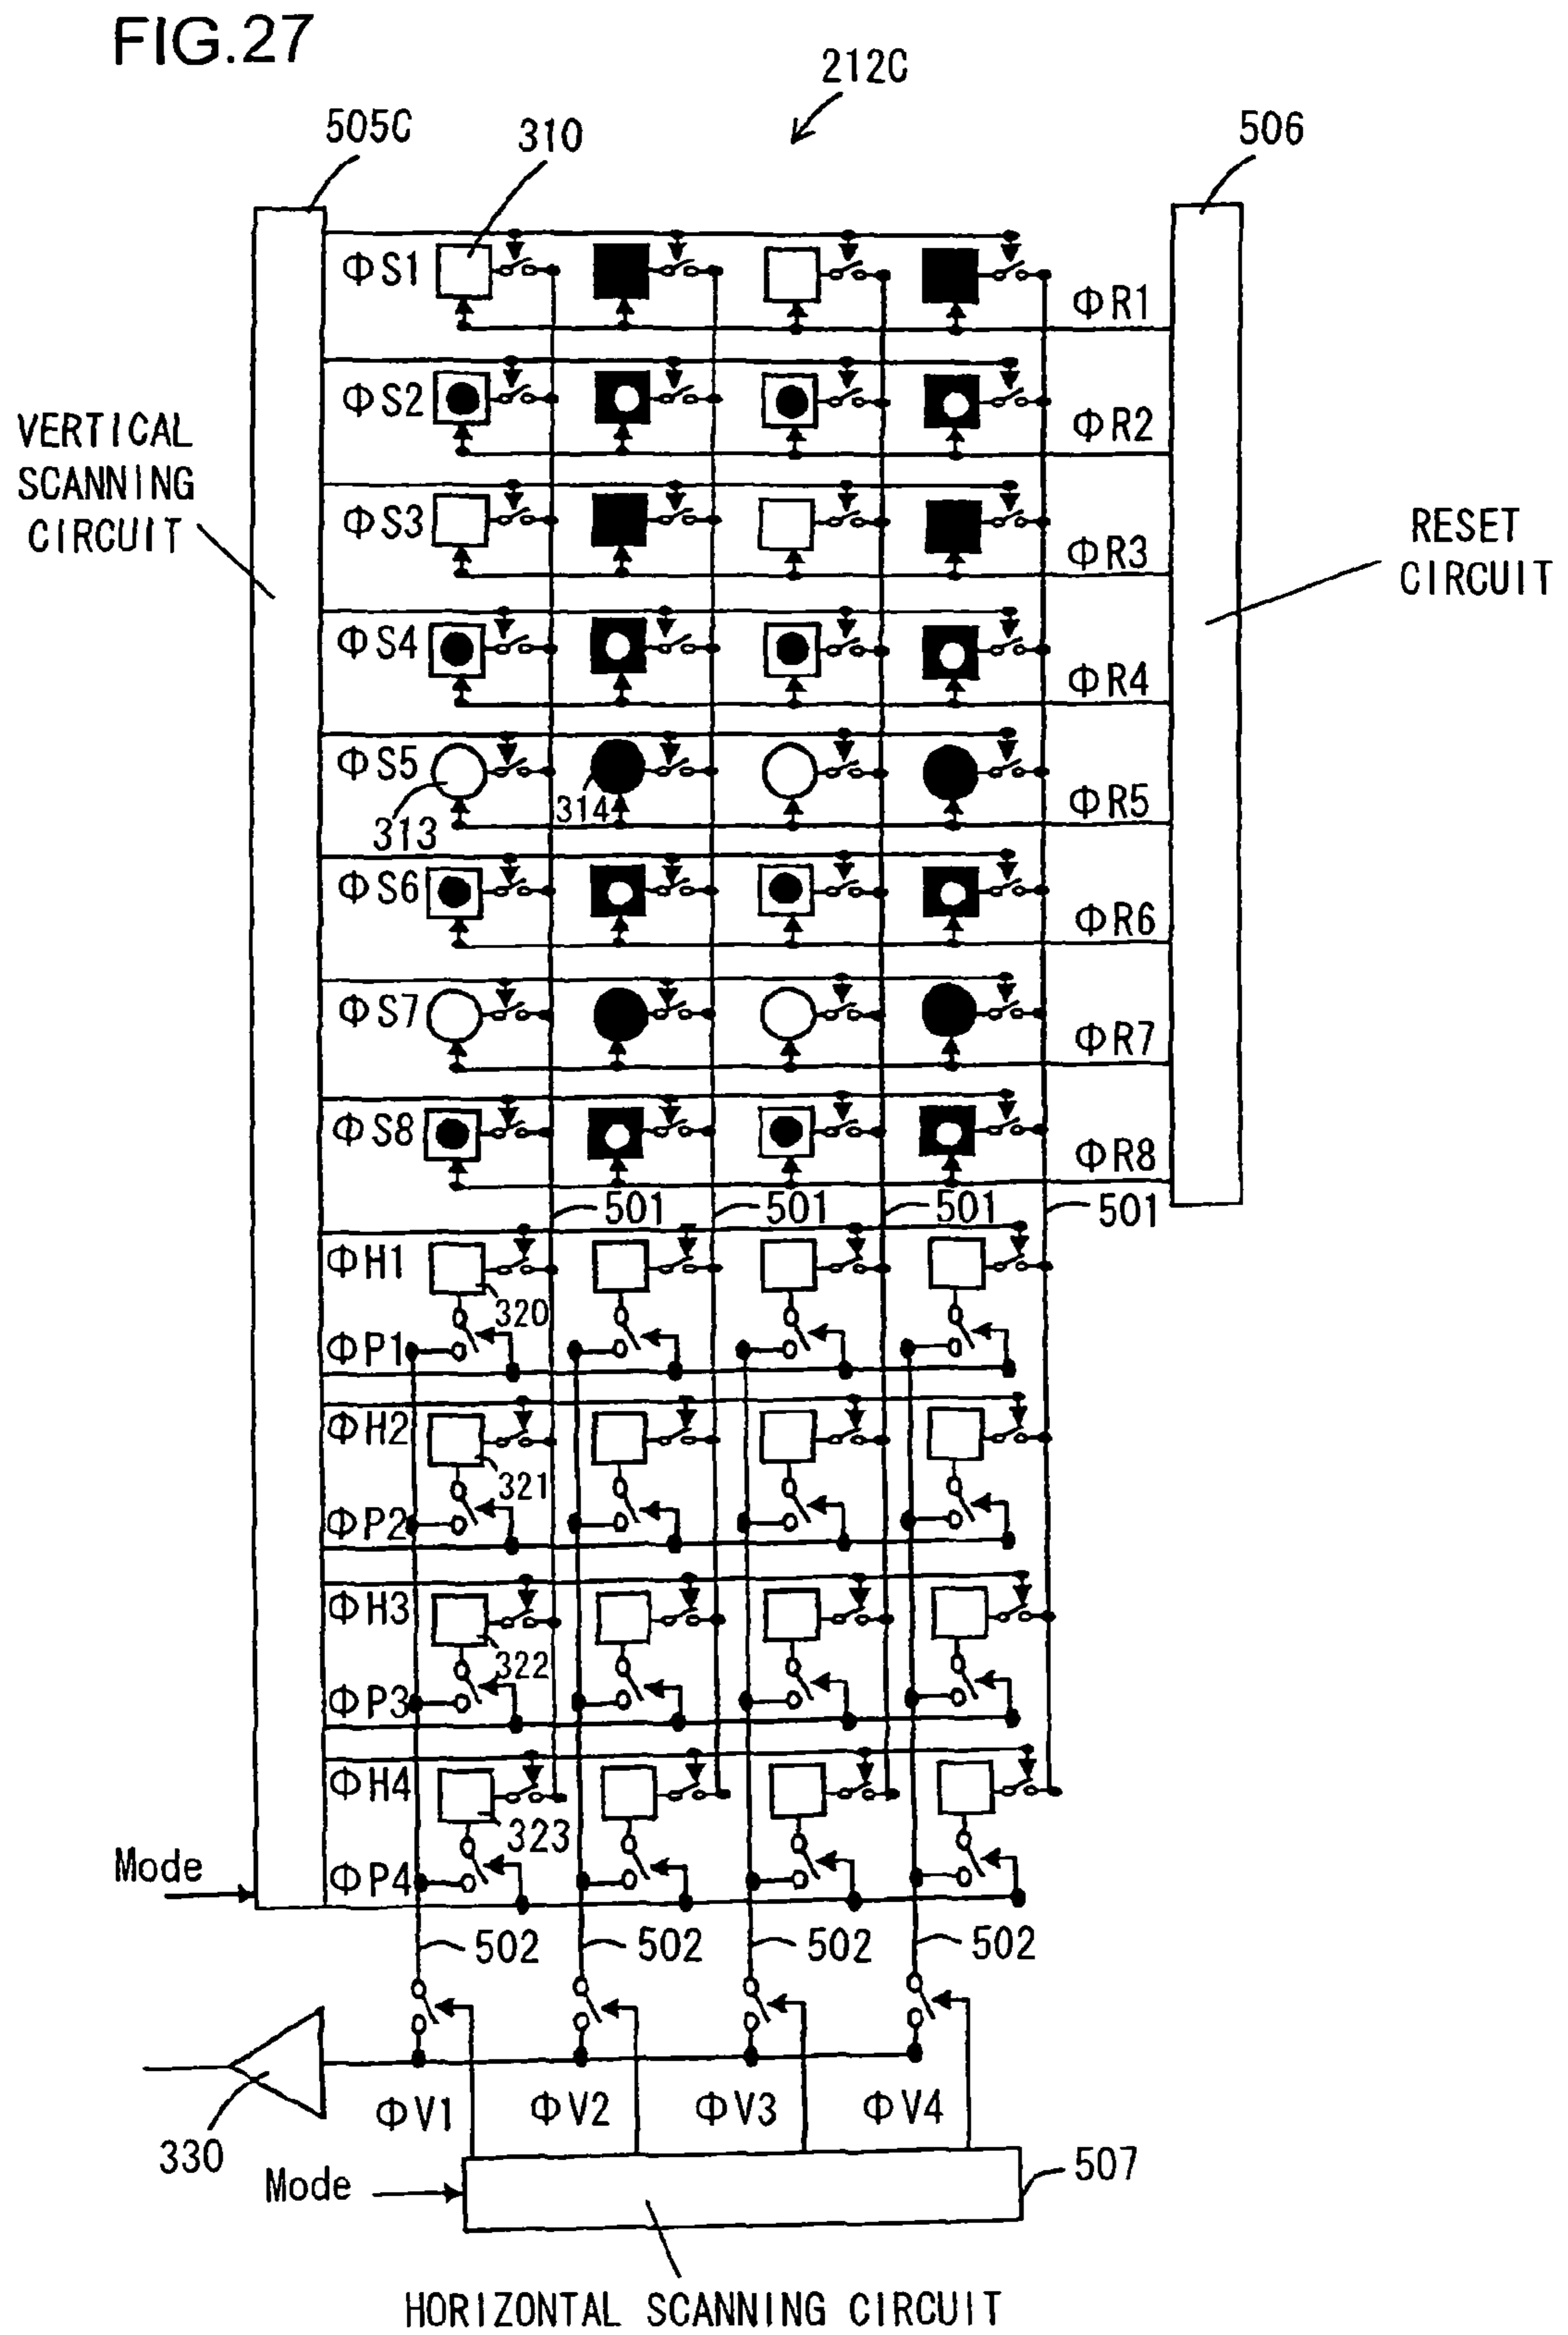 FIG.27
212C
505C
310
506
ΦS1
ΦR1
ΦS2
ΦR2
VERTICAL
SCANNING
CIRCUIT
ΦS3
ΦR3
RESET
CIRCUIT
ΦS4
ΦR4
ΦS5
313
314
ΦR5
ΦS6
ΦR6
ΦS7
ΦR7
ΦS8
ΦR8
501
501
501
501
ΦH1
320
ΦP1
ΦH2
321
ΦP2
ΦH3
322
ΦP3
ΦH4
323
Mode
ΦP4
502
502
502
502
330
ΦV1
ΦV2
ΦV3
ΦV4
Mode
507
HORIZONTAL SCANNING CIRCUIT